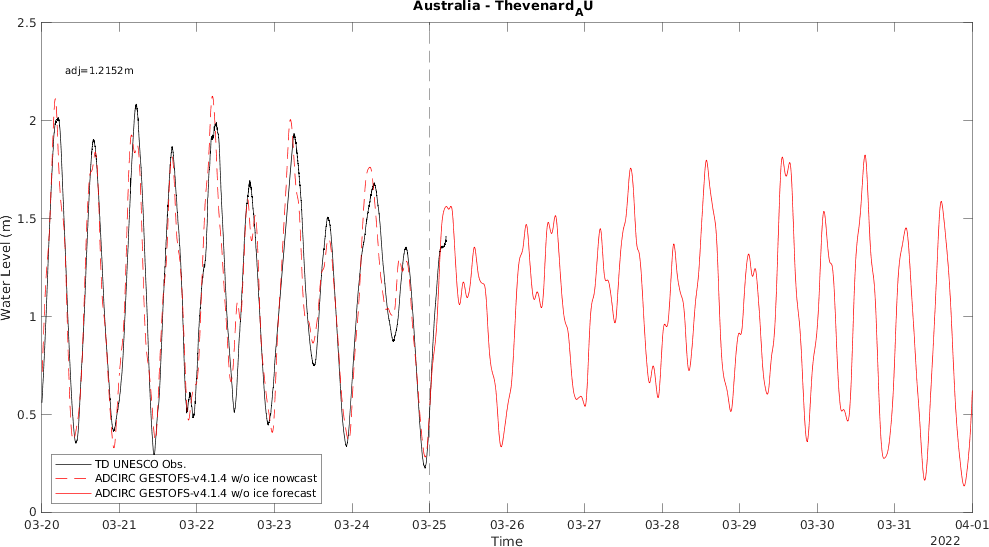 Australia - Thevenard_AU
adj=1.2152m
Water Level (m)
2.5
2
1.5
1
0.5
0
TD UNESCO Obs.
ADCIRC GESTOFS-v4.1.4 w/o ice nowcast
ADCIRC GESTOFS-v4.1.4 w/o ice forecast
03-20 03-21 03-22 03-23 03-24 03-25 03-26 03-27 03-28 03-29 03-30 03-31 04-01
Time
2022